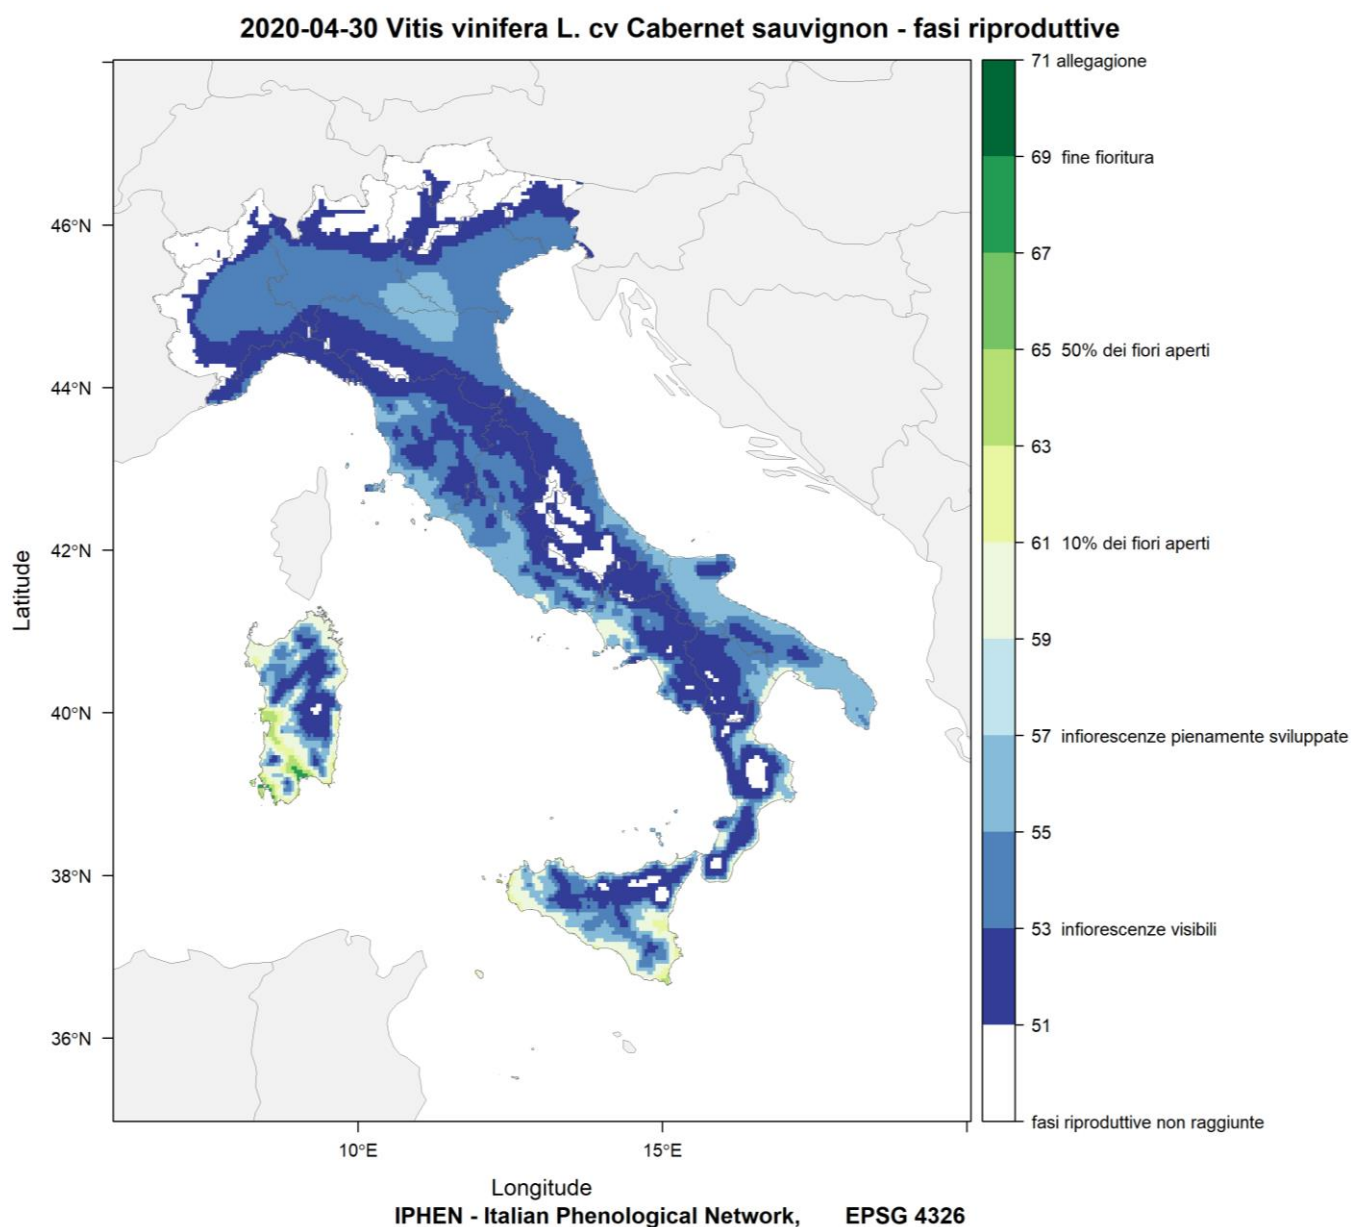 2020-04-30 Vitis vinifera L. cv Cabernet sauvignon - fasi riproduttive
71 allegagione
69 fine fioritura
67
65 50% dei fiori aperti
63
61 10% dei fiori aperti
59
57 infiorescenze pienamente sviluppate
55
53 infiorescenze visibili
51
fasi riproduttive non raggiunte
Latitude
46°N
44°N
42°N
40°N
38°N
36°N
10°E
15°E
Longitude
IPHEN - Italian Phenological Network, EPSG 4326